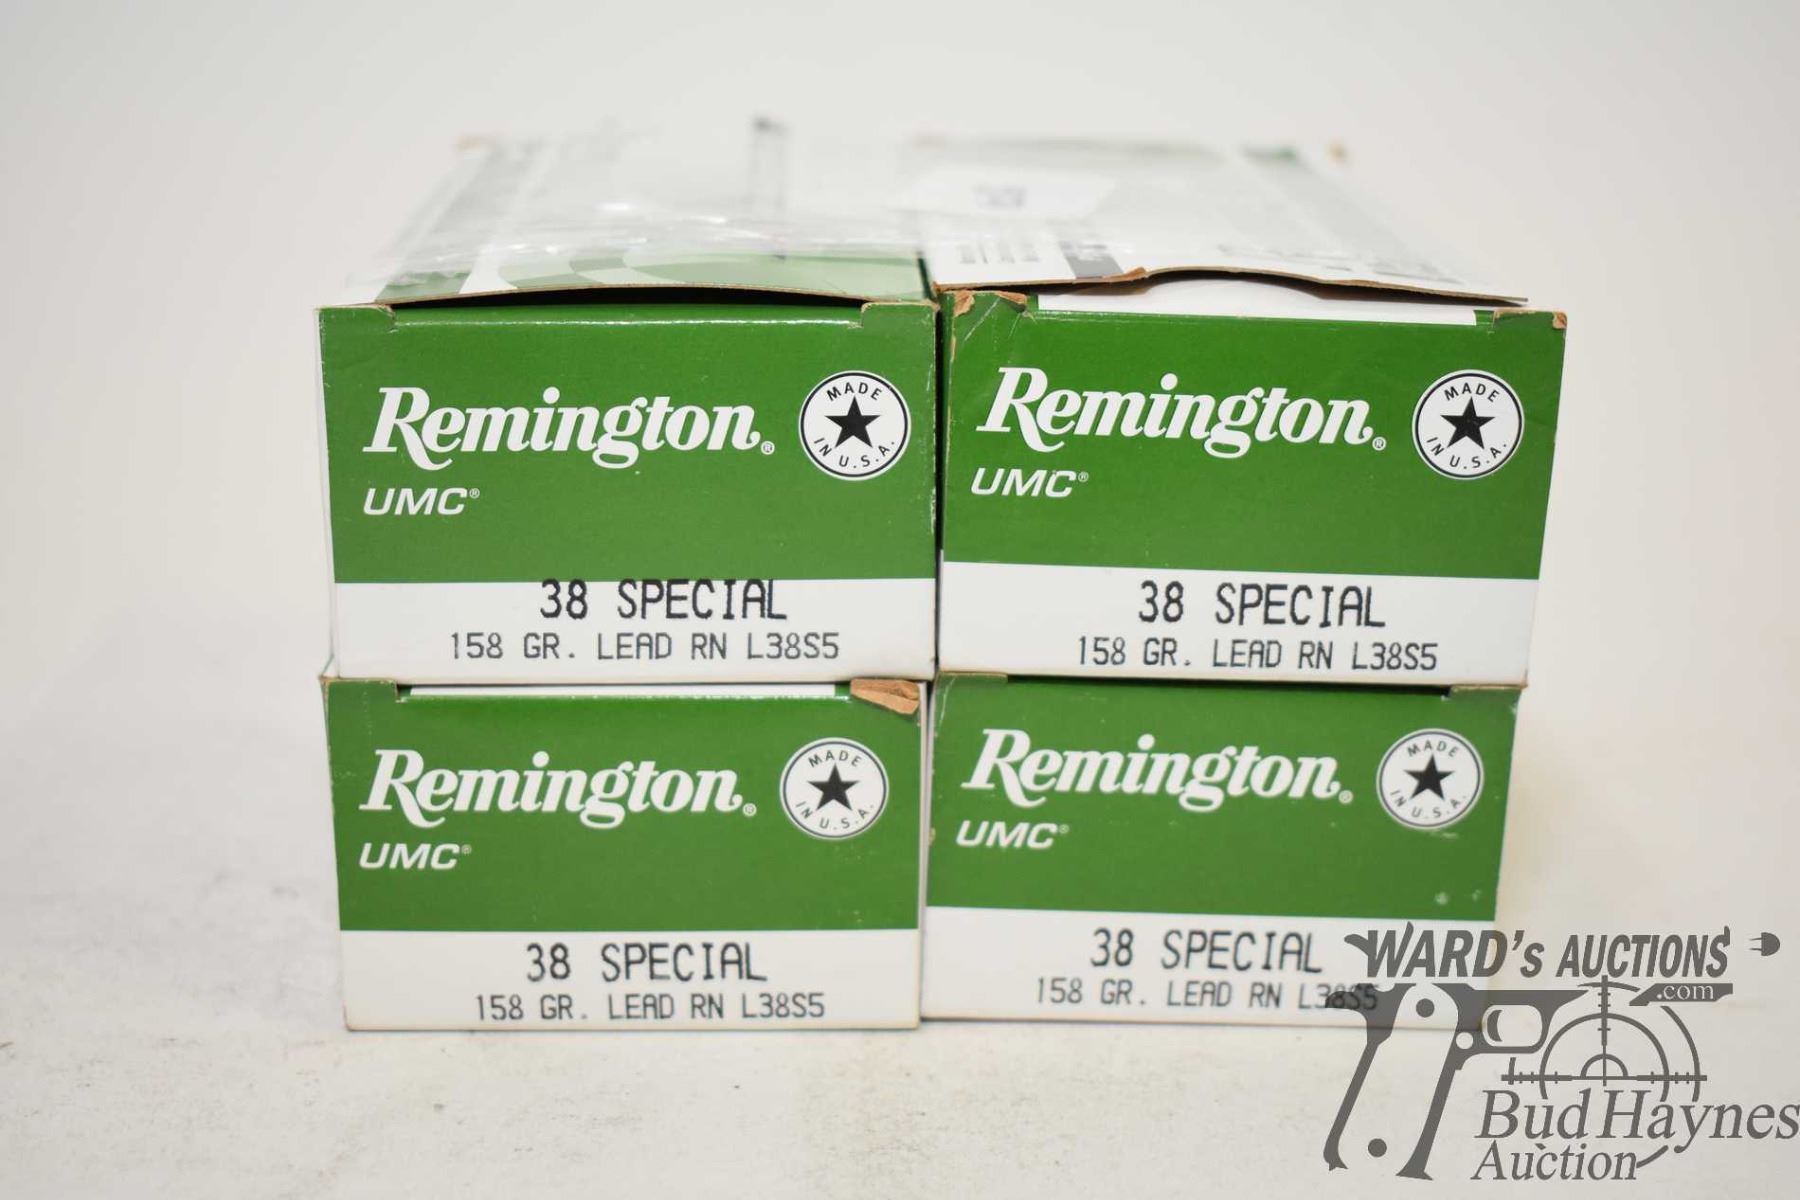 Remington®
UMC®
MADE
IN U.S.A.
38 SPECIAL
158 GR. LEAD RN L38S5
Remington®
UMC®
MADE
IN U.S.A.
38 SPECIAL
158 GR. LEAD RN L38S5
Remington®
UMC®
MADE
IN U.S.A.
38 SPECIAL
158 GR. LEAD RN L38S5
Remington®
UMC®
MADE
IN U.S.A.
38 SPECIAL
158 GR. LEAD RN L38S5
WARD's AUCTIONS
.com
Bud Haynes
Auction